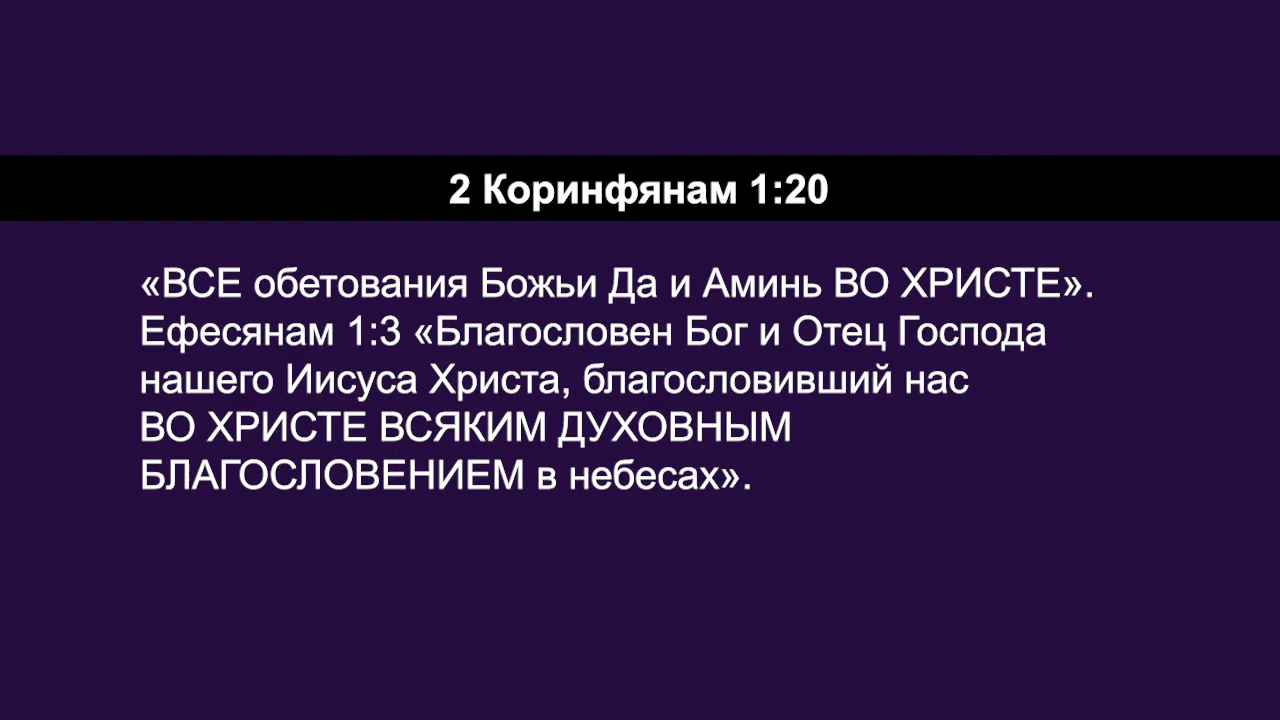 2 Коринфянам 1:20
«ВСЕ обетования Божьи Да и Аминь ВО ХРИСТЕ».
Ефесянам 1:3 «Благословен Бог и Отец Господа
нашего Иисуса Христа, благословивший нас
ВО ХРИСТЕ ВСЯКИМ ДУХОВНЫМ
БЛАГОСЛОВЕНИЕМ в небесах».